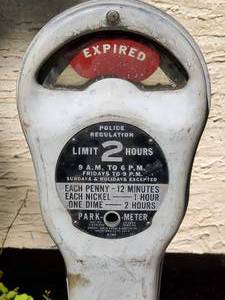 EXPIRED
POLICE
REGULATION
LIMIT 2 HOURS
9 A.M. TO 6 P.M.
FRIDAYS TO 9 P.M.
SUNDAYS & HOLIDAYS EXCEPTED
EACH PENNY - 12 MINUTES
EACH NICKEL — 1 HOUR
ONE DIME — 2 HOURS
PARK-O-METER